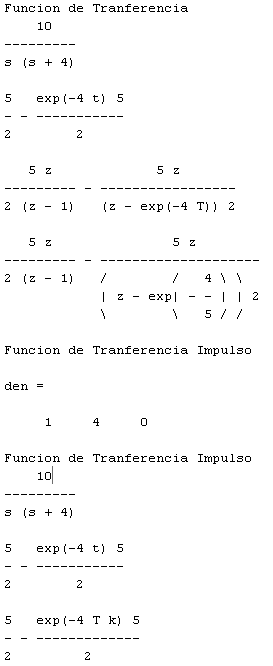 Funcion de Tranferencia
    10
---------
s (s + 4)

5   exp(-4 t) 5
- - -----------
2        2

   5 z             5 z
--------- - -----------------
2 (z - 1)   (z - exp(-4 T)) 2

   5 z               5 z
--------- - --------------------
2 (z - 1)   /        /   4 \ \
            | z - exp| - - | | 2
            \        \   5 / /

Funcion de Tranferencia Impulso

den =

     1     4     0

Funcion de Tranferencia Impulso
    10
---------
s (s + 4)

5   exp(-4 t) 5
- - -----------
2        2

5   exp(-4 T k) 5
- - -------------
2         2